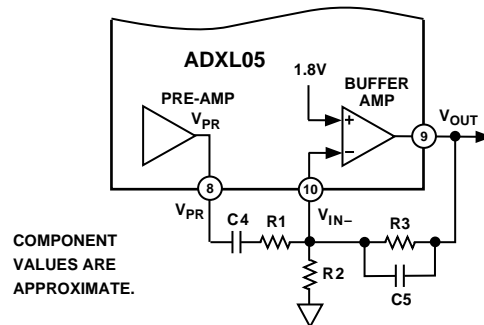 ADXL05
1.8V
BUFFER
AMP
PRE-AMP
VPR
+
−
9
VOUT
8
10
VPR
C4
R1
VIN−
R3
R2
C5
COMPONENT
VALUES ARE
APPROXIMATE.